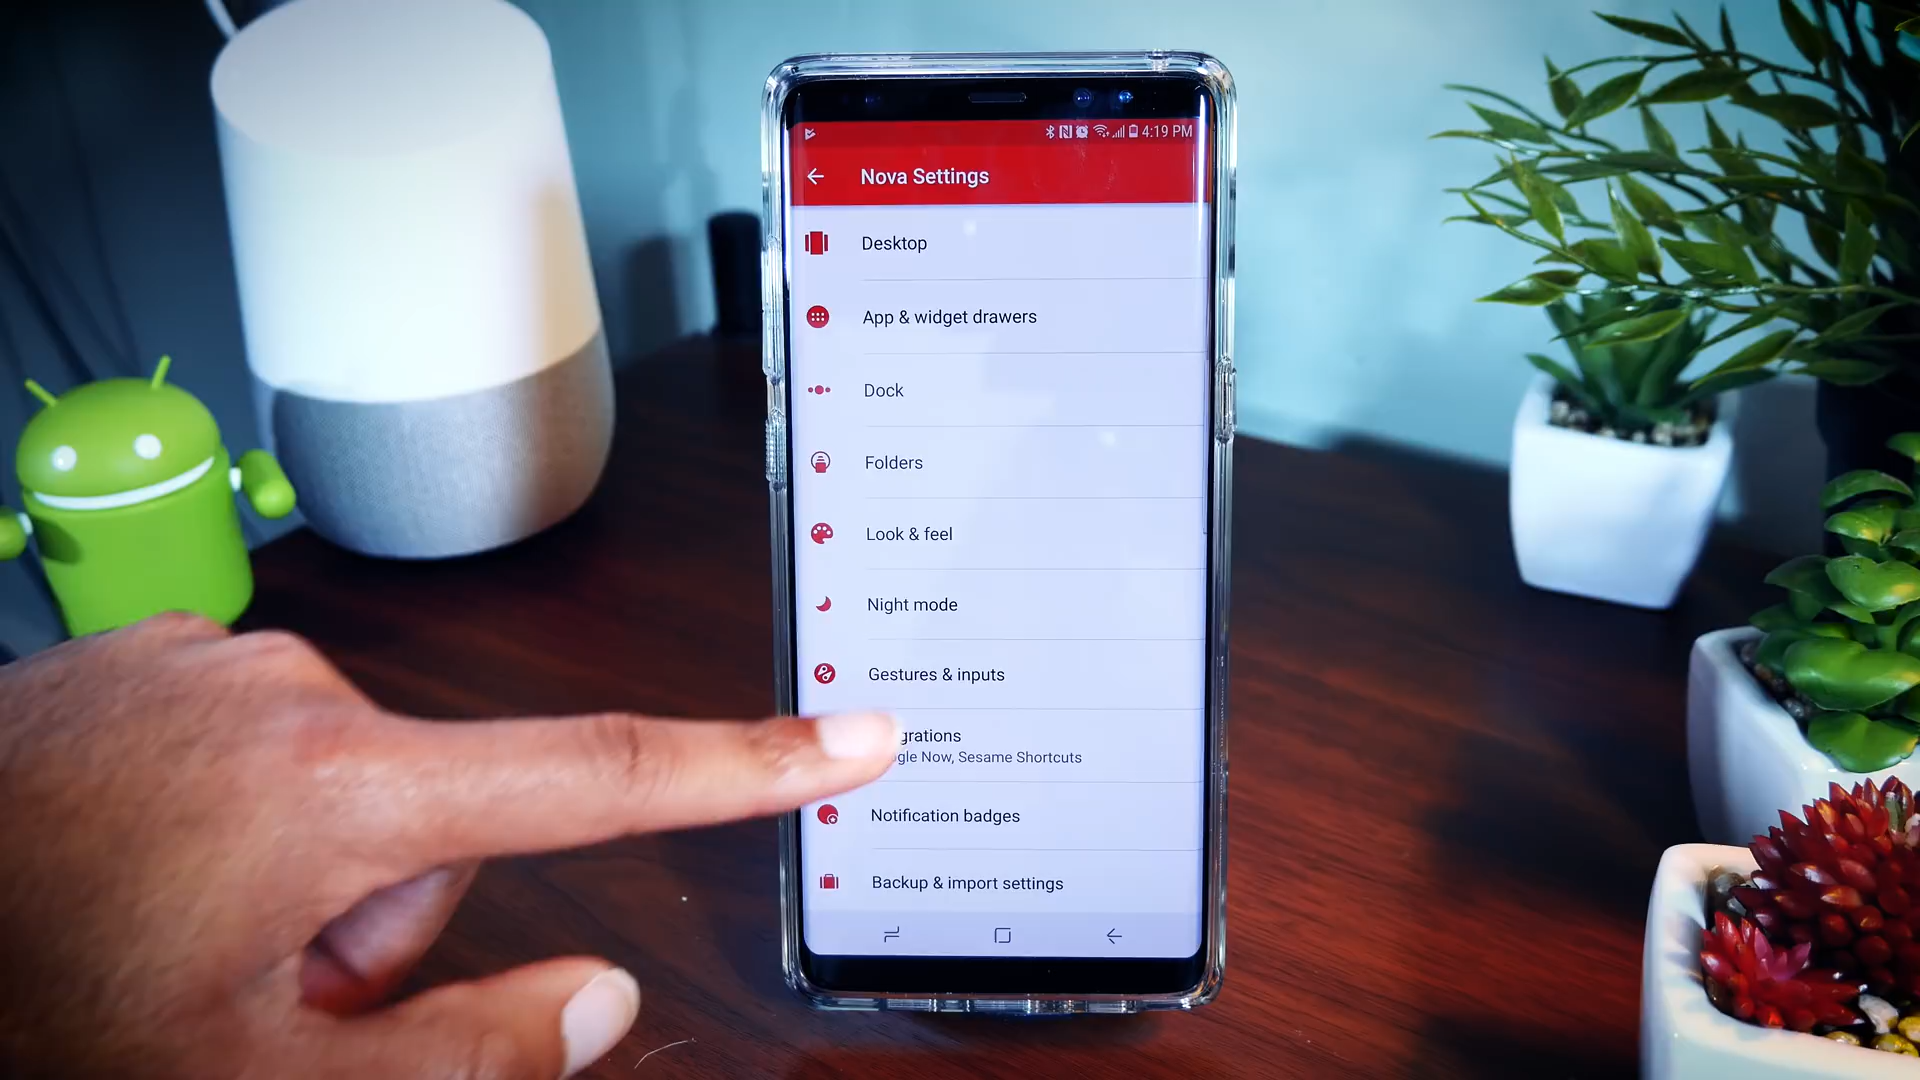 4:19 PM
Nova Settings
Desktop
App & widget drawers
Dock
Folders
Look & feel
Night mode
Gestures & inputs
grations
gle Now, Sesame Shortcuts
Notification badges
Backup & import settings